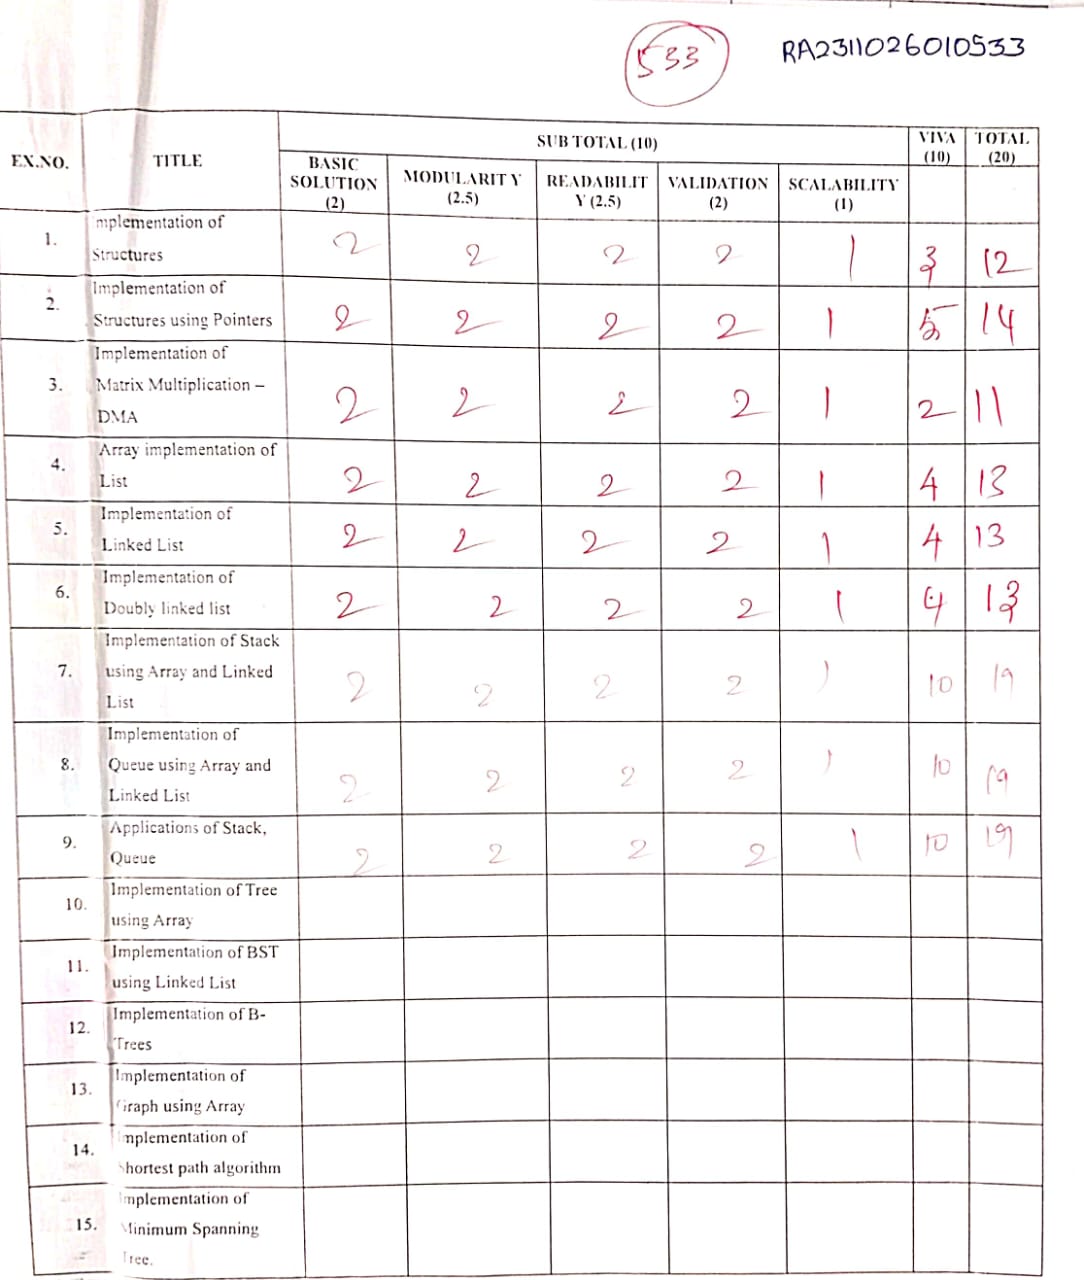 533 RA2311026010533
EX.NO. TITLE SUB TOTAL (10) VIVA (10) TOTAL (20)
BASIC SOLUTION (2) MODULARITY (2.5) READABILITY (2.5) VALIDATION (2) SCALABILITY (1)
1. mplementation of
Structures 2 2 2 2 1 3 12
2. Implementation of
Structures using Pointers 2 2 2 2 1 5 14
Implementation of
3. Matrix Multiplication –
DMA 2 2 2 2 1 2 11
4. Array implementation of
List 2 2 2 2 1 4 13
5. Implementation of
Linked List 2 2 2 2 1 4 13
6. Implementation of
Doubly linked list 2 2 2 2 1 4 13
Implementation of Stack
7. using Array and Linked
List 2 2 2 2 1 10 19
Implementation of
8. Queue using Array and
Linked List 2 2 2 2 1 10 19
9. Applications of Stack,
Queue 2 2 2 2 1 10 19
10. Implementation of Tree
using Array
11. Implementation of BST
using Linked List
12. Implementation of B-
Trees
13. Implementation of
Graph using Array
14. mplementation of
hortest path algorithm
Implementation of
15. Minimum Spanning
Tree.